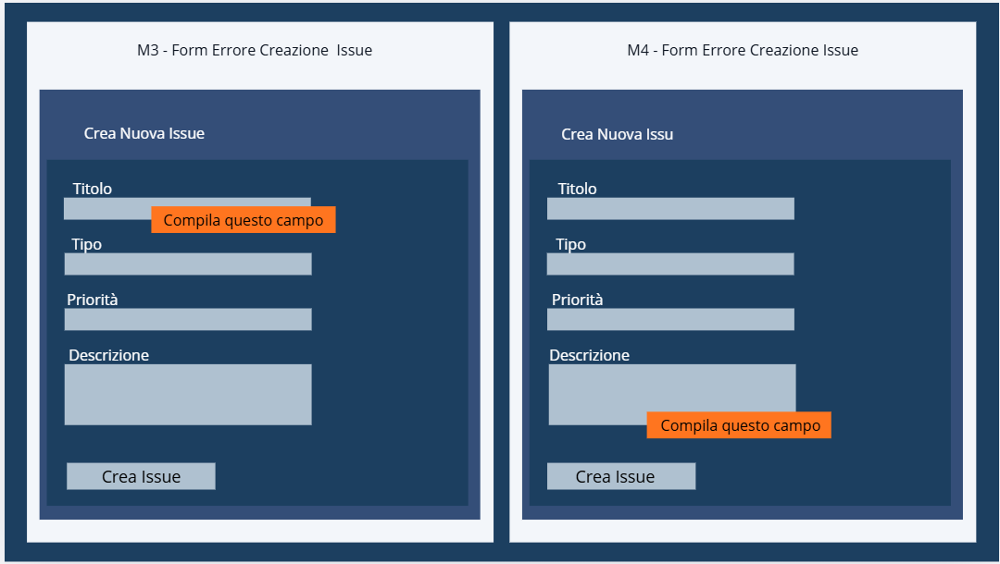 M3 - Form Errore Creazione  Issue
Crea Nuova Issue
Titolo
Compila questo campo
Tipo
Priorità
Descrizione
Crea Issue
M4 - Form Errore Creazione Issue
Crea Nuova Issu
Titolo
Tipo
Priorità
Descrizione
Compila questo campo
Crea Issue